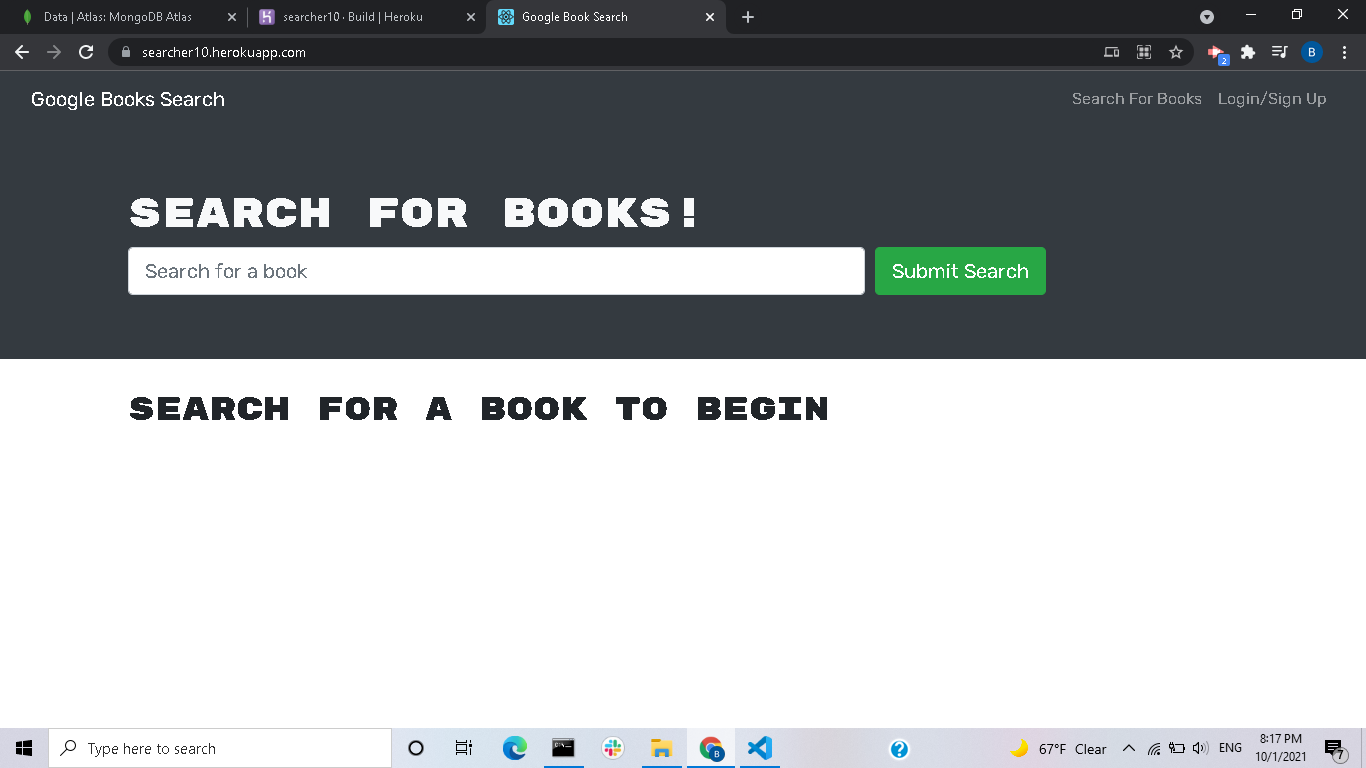 Data | Atlas: MongoDB Atlas
searcher10 · Build | Heroku
Google Book Search
searcher10.herokuapp.com
2
B
Google Books Search
Search For Books
Login/Sign Up
SEARCH FOR BOOKS!
Search for a book
Submit Search
SEARCH FOR A BOOK TO BEGIN
Type here to search
B
67°F Clear
ENG
8:17 PM
10/1/2021
7